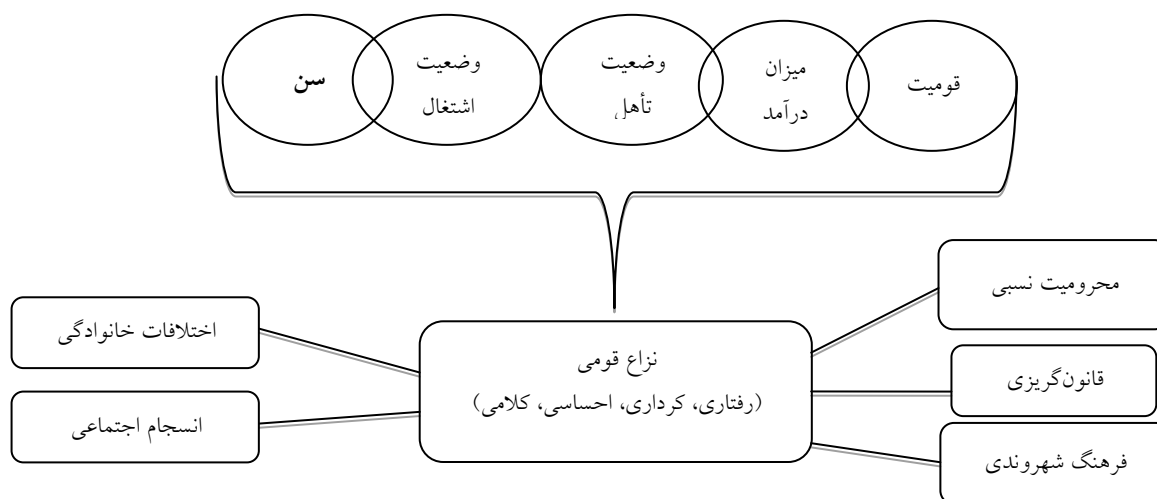 قومیت
میزان
درآمد
وضعیت
تأهل
وضعیت
اشتغال
سن
محرومیت نسبی
قانون‌گریزی
فرهنگ شهروندی
نزاع قومی
(رفتاری، کرداری، احساسی، کلامی)
اختلافات خانوادگی
انسجام اجتماعی